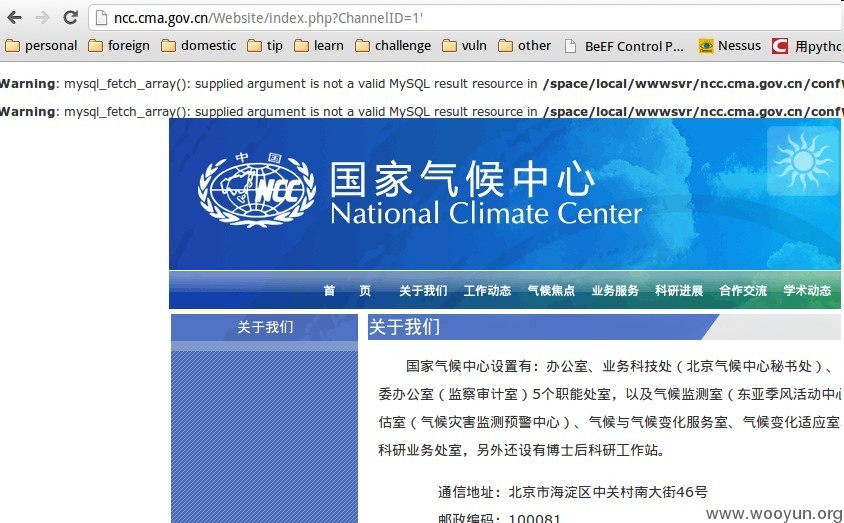 ncc.cma.gov.cn/Website/index.php?ChannelID=1'
personal foreign domestic tip learn challenge vuln other BeEF Control P... Nessus 用pytho
Warning: mysql_fetch_array(): supplied argument is not a valid MySQL result resource in /space/local/wwwsvr/ncc.cma.gov.cn/conf
Warning: mysql_fetch_array(): supplied argument is not a valid MySQL result resource in /space/local/wwwsvr/ncc.cma.gov.cn/conf
中国
NCC
国家气候中心
National Climate Center
首 页 关于我们 工作动态 气候焦点 业务服务 科研进展 合作交流 学术动态
关于我们
关于我们
国家气候中心设置有：办公室、业务科技处（北京气候中心秘书处）、
委办公室（监察审计室）5个职能处室，以及气候监测室（东亚季风活动中心
估室（气候灾害监测预警中心）、气候与气候变化服务室、气候变化适应室
科研业务处室，另外还设有博士后科研工作站。
通信地址：北京市海淀区中关村南大街46号
邮政编码：100081
www.wooyun.org